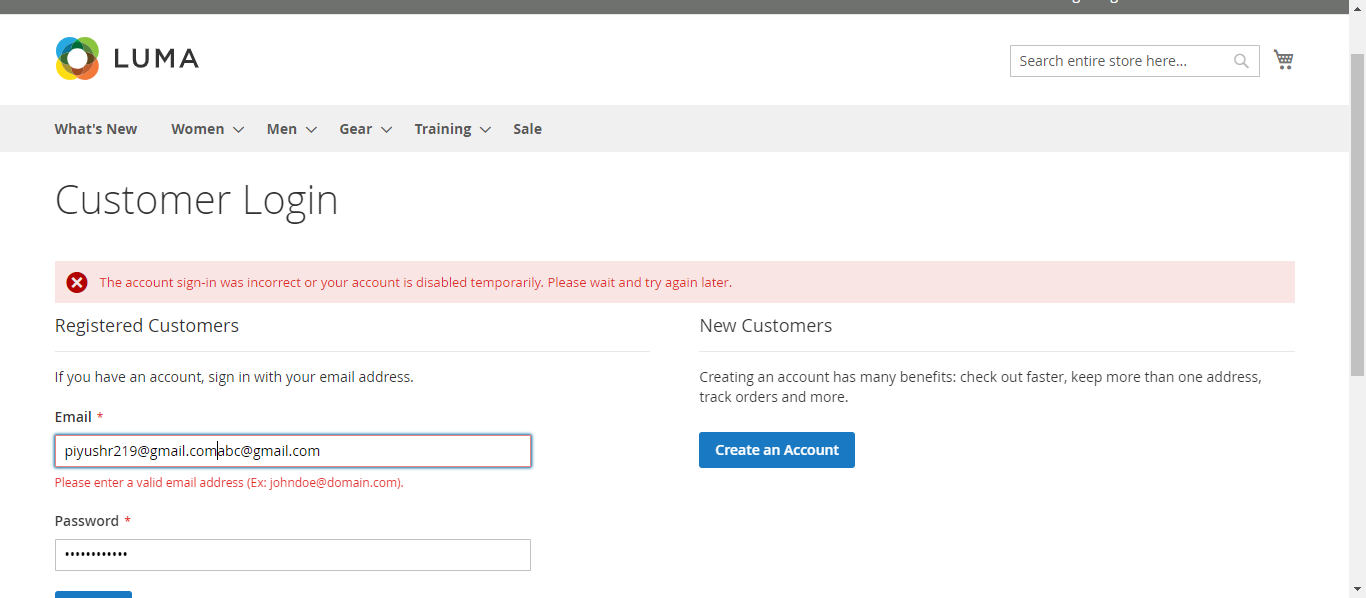 LUMA
Search entire store here...
What's New Women Men Gear Training Sale
Customer Login
The account sign-in was incorrect or your account is disabled temporarily. Please wait and try again later.
Registered Customers
If you have an account, sign in with your email address.
Email *
piyushr219@gmail.comabc@gmail.com
Please enter a valid email address (Ex: johndoe@domain.com).
Password *
••••••••••••
New Customers
Creating an account has many benefits: check out faster, keep more than one address,
track orders and more.
Create an Account